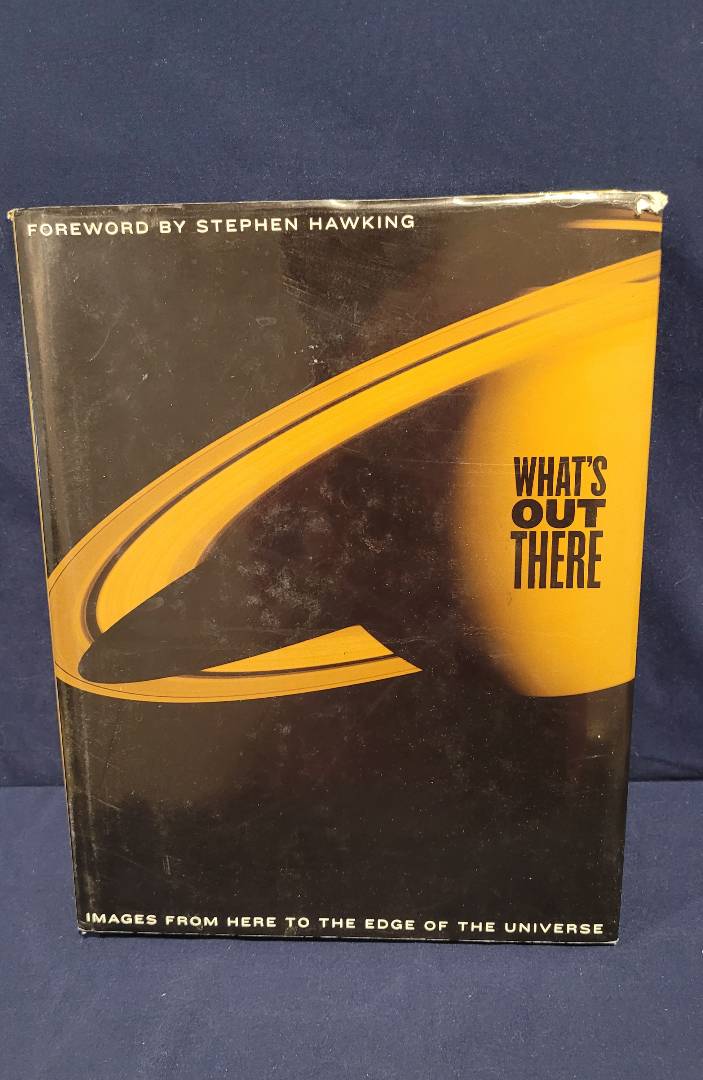 FOREWORD BY STEPHEN HAWKING
WHAT'S
OUT
THERE
IMAGES FROM HERE TO THE EDGE OF THE UNIVERSE